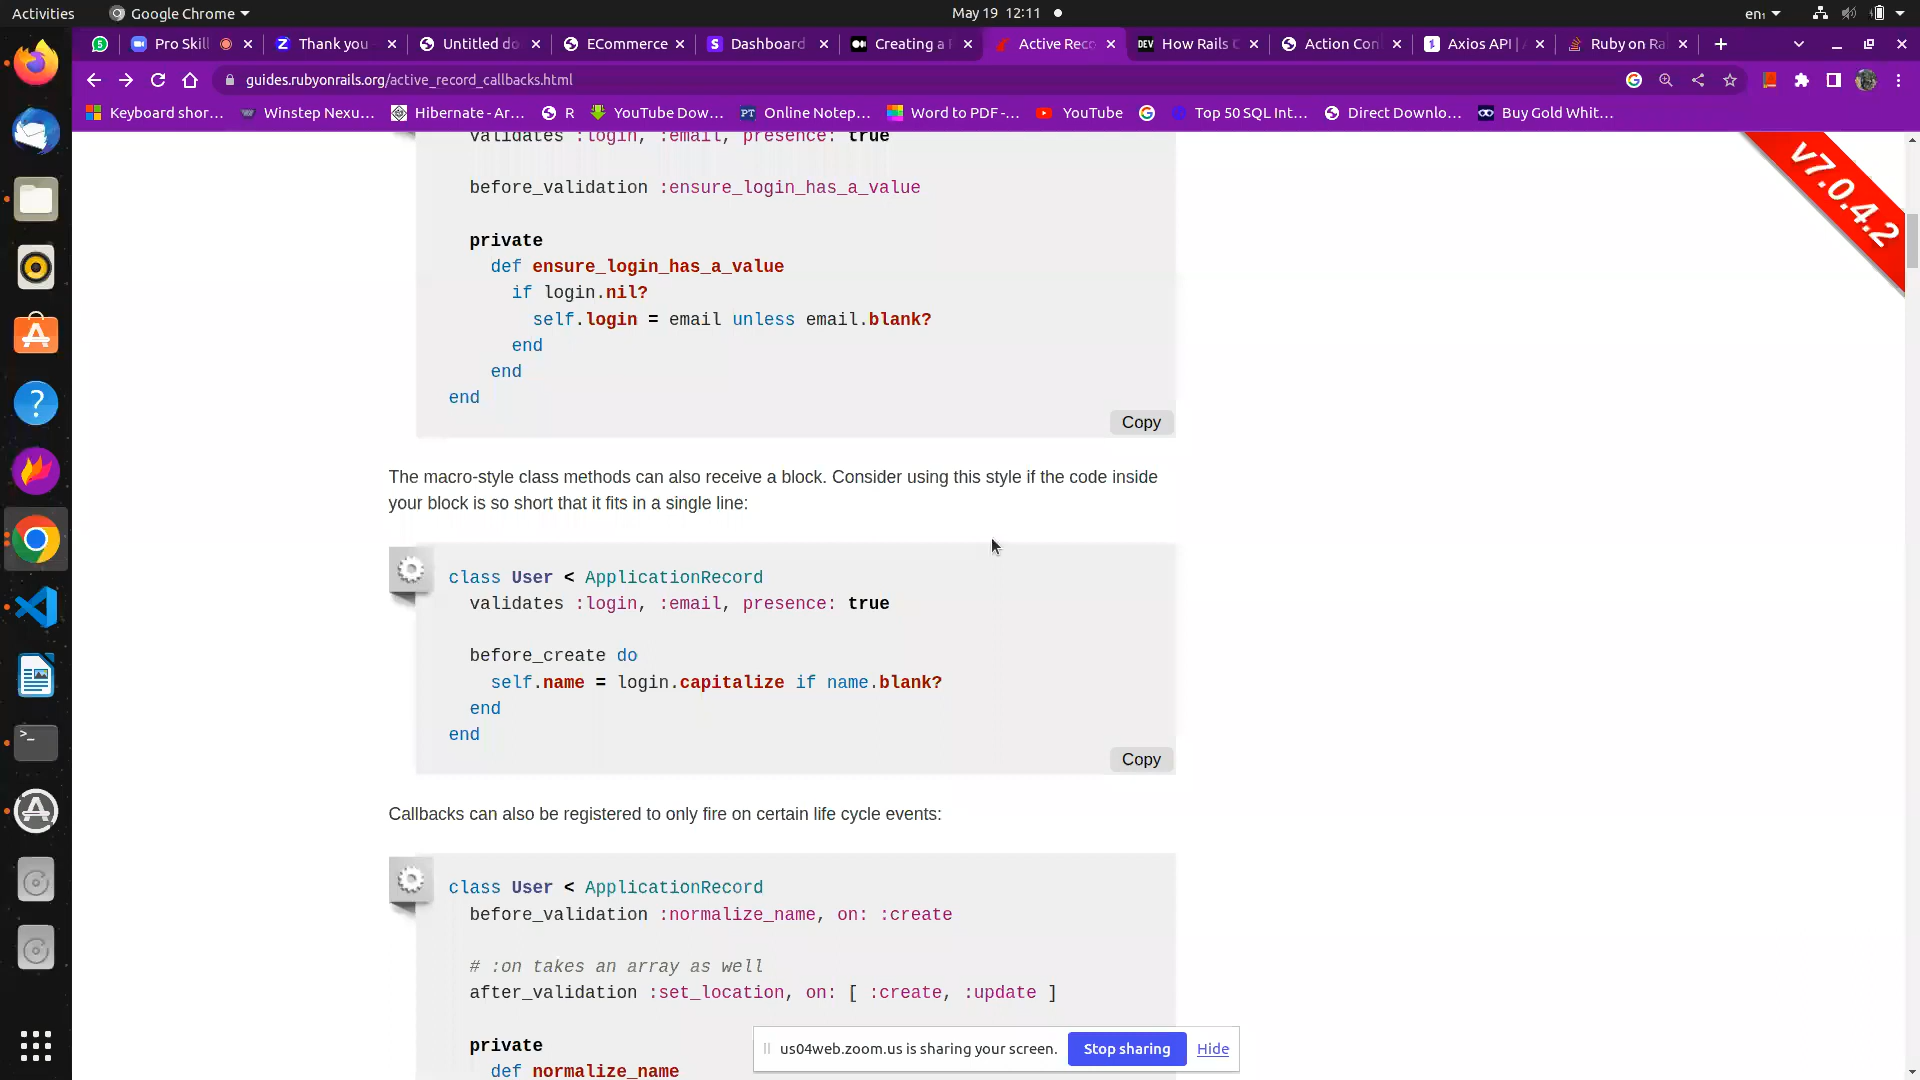 Activities
Google Chrome
May 19 12:11
en₁
Pro Skill
Thank you
Untitled do
ECommerce
Dashboard
Creating a
Active Reco
DEV
How Rails C
Action Con
Axios API |
Ruby on Ra
guides.rubyonrails.org/active_record_callbacks.html
Keyboard shor…
Winstep Nexu…
Hibernate - Ar…
R
YouTube Dow…
PT
Online Notep…
Word to PDF -…
YouTube
Top 50 SQL Int…
Direct Downlo…
Buy Gold Whit…
v7.0.4.2
validates :login, :email, presence: true
before_validation :ensure_login_has_a_value
private
def ensure_login_has_a_value
if login.nil?
self.login = email unless email.blank?
end
end
end
Copy
The macro-style class methods can also receive a block. Consider using this style if the code inside
your block is so short that it fits in a single line:
class User < ApplicationRecord
validates :login, :email, presence: true
before_create do
self.name = login.capitalize if name.blank?
end
end
Copy
Callbacks can also be registered to only fire on certain life cycle events:
class User < ApplicationRecord
before_validation :normalize_name, on: :create
# :on takes an array as well
after_validation :set_location, on: [ :create, :update ]
private
def normalize_name
us04web.zoom.us is sharing your screen.
Stop sharing
Hide